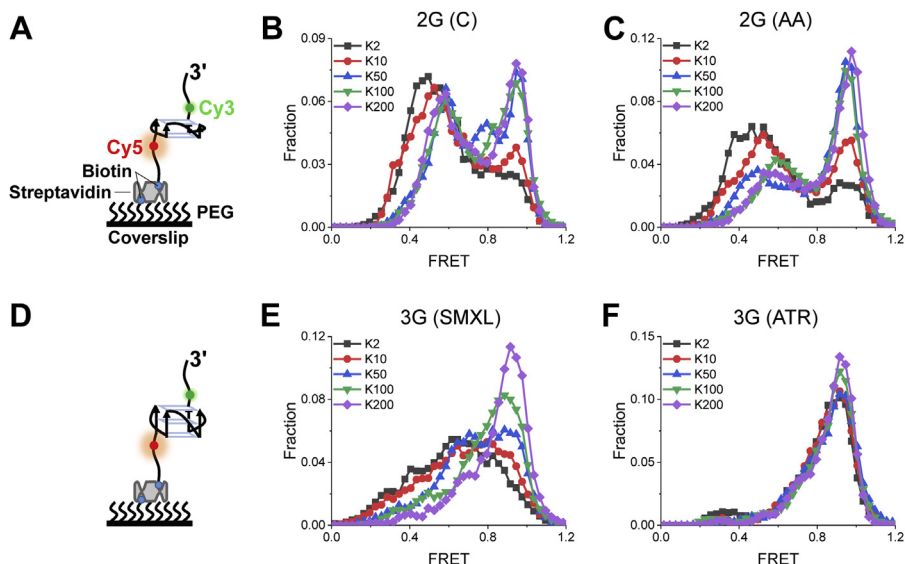 A
3'
Cy3
Cy5
Biotin
Streptavidin
PEG
Coverslip
B
2G (C)
K2
K10
K50
K100
K200
Fraction
0.09
0.06
0.03
0.00
0.0 0.4 0.8 1.2
FRET
C
2G (AA)
K2
K10
K50
K100
K200
Fraction
0.12
0.08
0.04
0.00
0.0 0.4 0.8 1.2
FRET
D
3'
E
3G (SMXL)
K2
K10
K50
K100
K200
Fraction
0.12
0.08
0.04
0.00
0.0 0.4 0.8 1.2
FRET
F
3G (ATR)
K2
K10
K50
K100
K200
Fraction
0.15
0.10
0.05
0.00
0.0 0.4 0.8 1.2
FRET